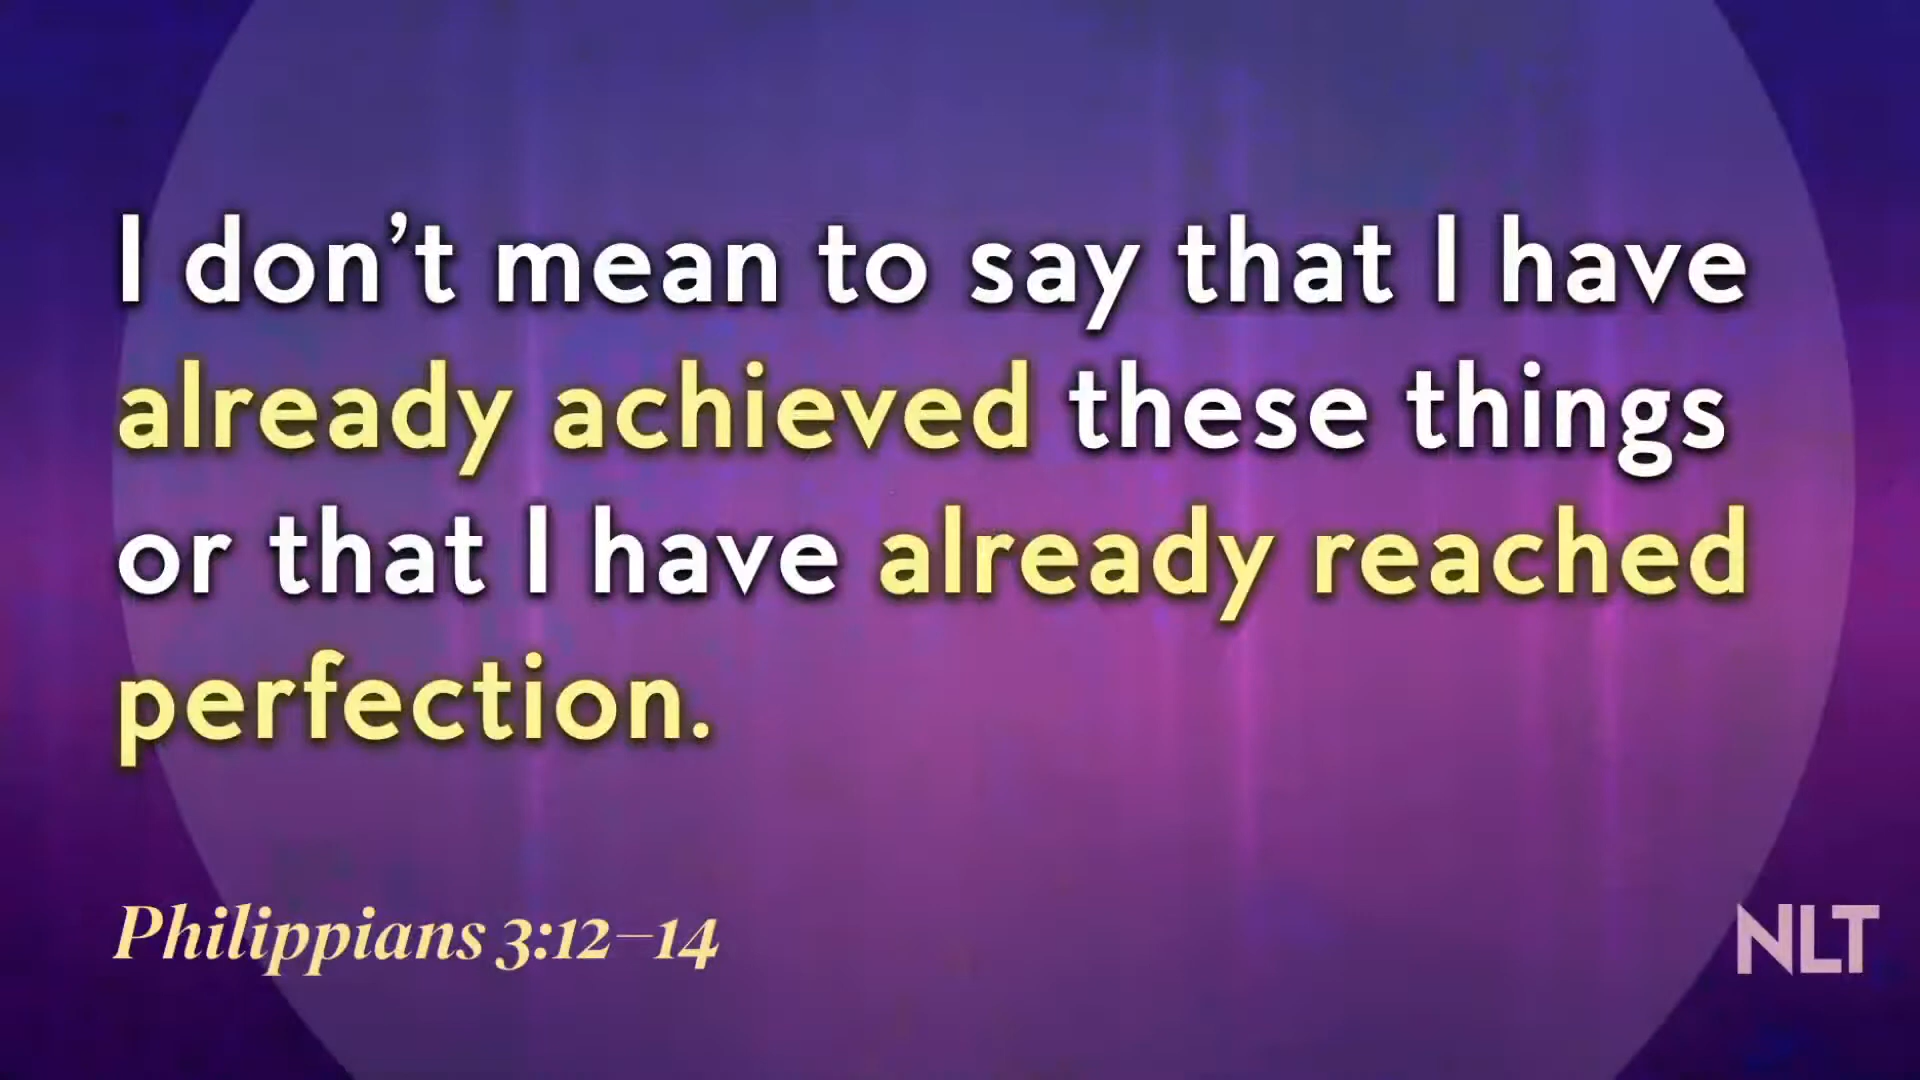 I don’t mean to say that I have
already achieved these things
or that I have already reached
perfection.
Philippians 3:12–14
NLT